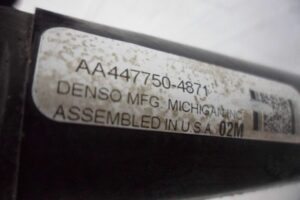 AA447750-4871
DENSO MFG. MICHIGAN INC.
ASSEMBLED IN U.S.A. 02M